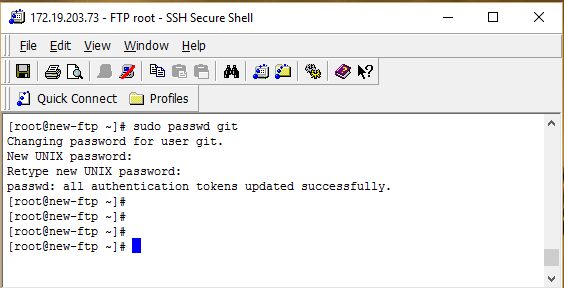 172.19.203.73 - FTP root - SSH Secure Shell
File Edit View Window Help
Quick Connect Profiles
[root@new-ftp ~]# sudo passwd git
Changing password for user git.
New UNIX password:
Retype new UNIX password:
passwd: all authentication tokens updated successfully.
[root@new-ftp ~]#
[root@new-ftp ~]#
[root@new-ftp ~]#
[root@new-ftp ~]#